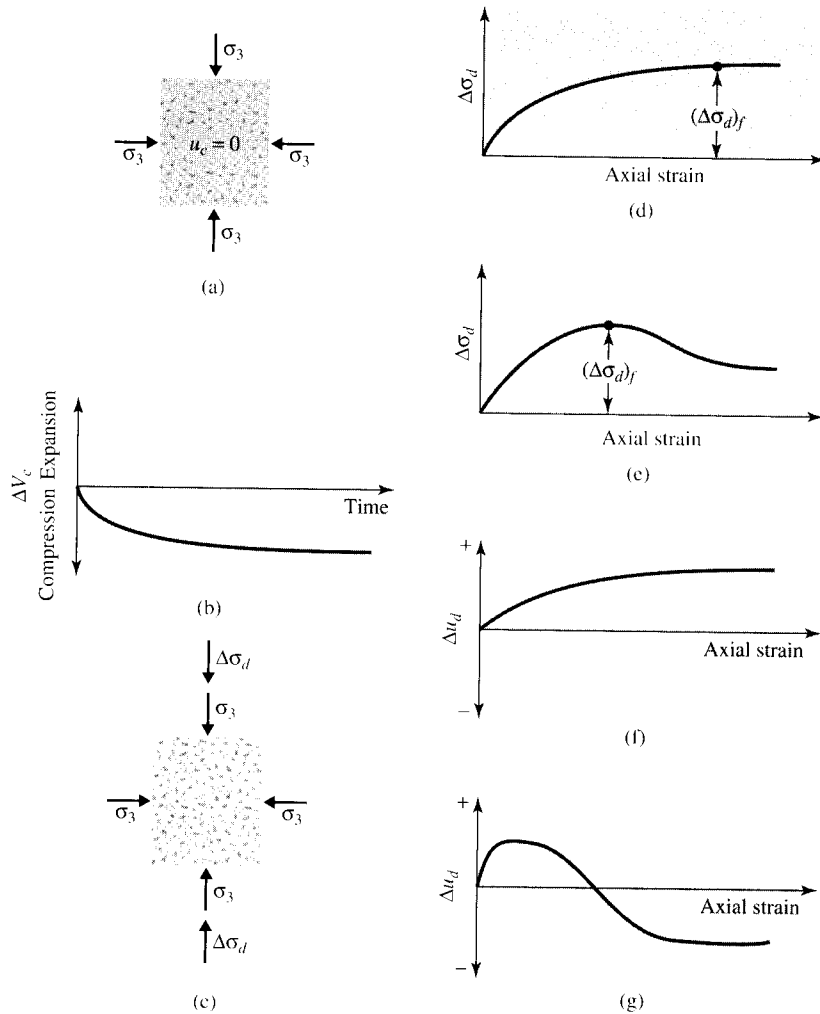 σ₃
σ₃
u_c = 0
σ₃
σ₃
(a)
ΔV_c
Compression Expansion
Time
(b)
Δσ_d
σ₃
σ₃
σ₃
σ₃
Δσ_d
(c)
Δσ_d
(Δσ_d)_f
Axial strain
(d)
Δσ_d
(Δσ_d)_f
Axial strain
(e)
+
Δu_d
Axial strain
−
(f)
+
Δu_d
Axial strain
−
(g)